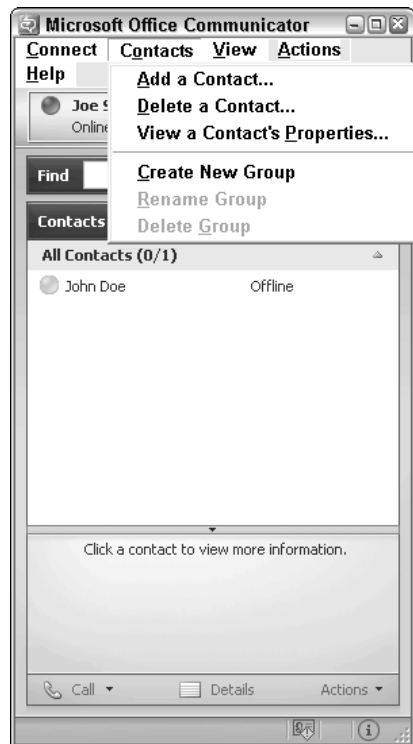 Microsoft Office Communicator
Connect Contacts View Actions
Help
Add a Contact...
Delete a Contact...
View a Contact's Properties...
Create New Group
Rename Group
Delete Group
Joe
Online
Find
Contacts
All Contacts (0/1)
John Doe Offline
Click a contact to view more information.
Call Details Actions